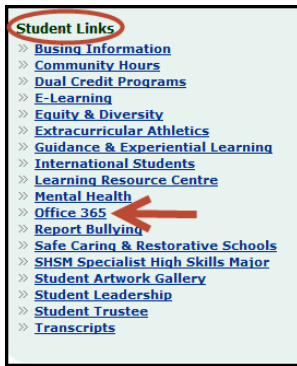 Student Links
» Busing Information
» Community Hours
» Dual Credit Programs
» E-Learning
» Equity & Diversity
» Extracurricular Athletics
» Guidance & Experiential Learning
» International Students
» Learning Resource Centre
» Mental Health
» Office 365
» Report Bullying
» Safe Caring & Restorative Schools
» SHSM Specialist High Skills Major
» Student Artwork Gallery
» Student Leadership
» Student Trustee
» Transcripts